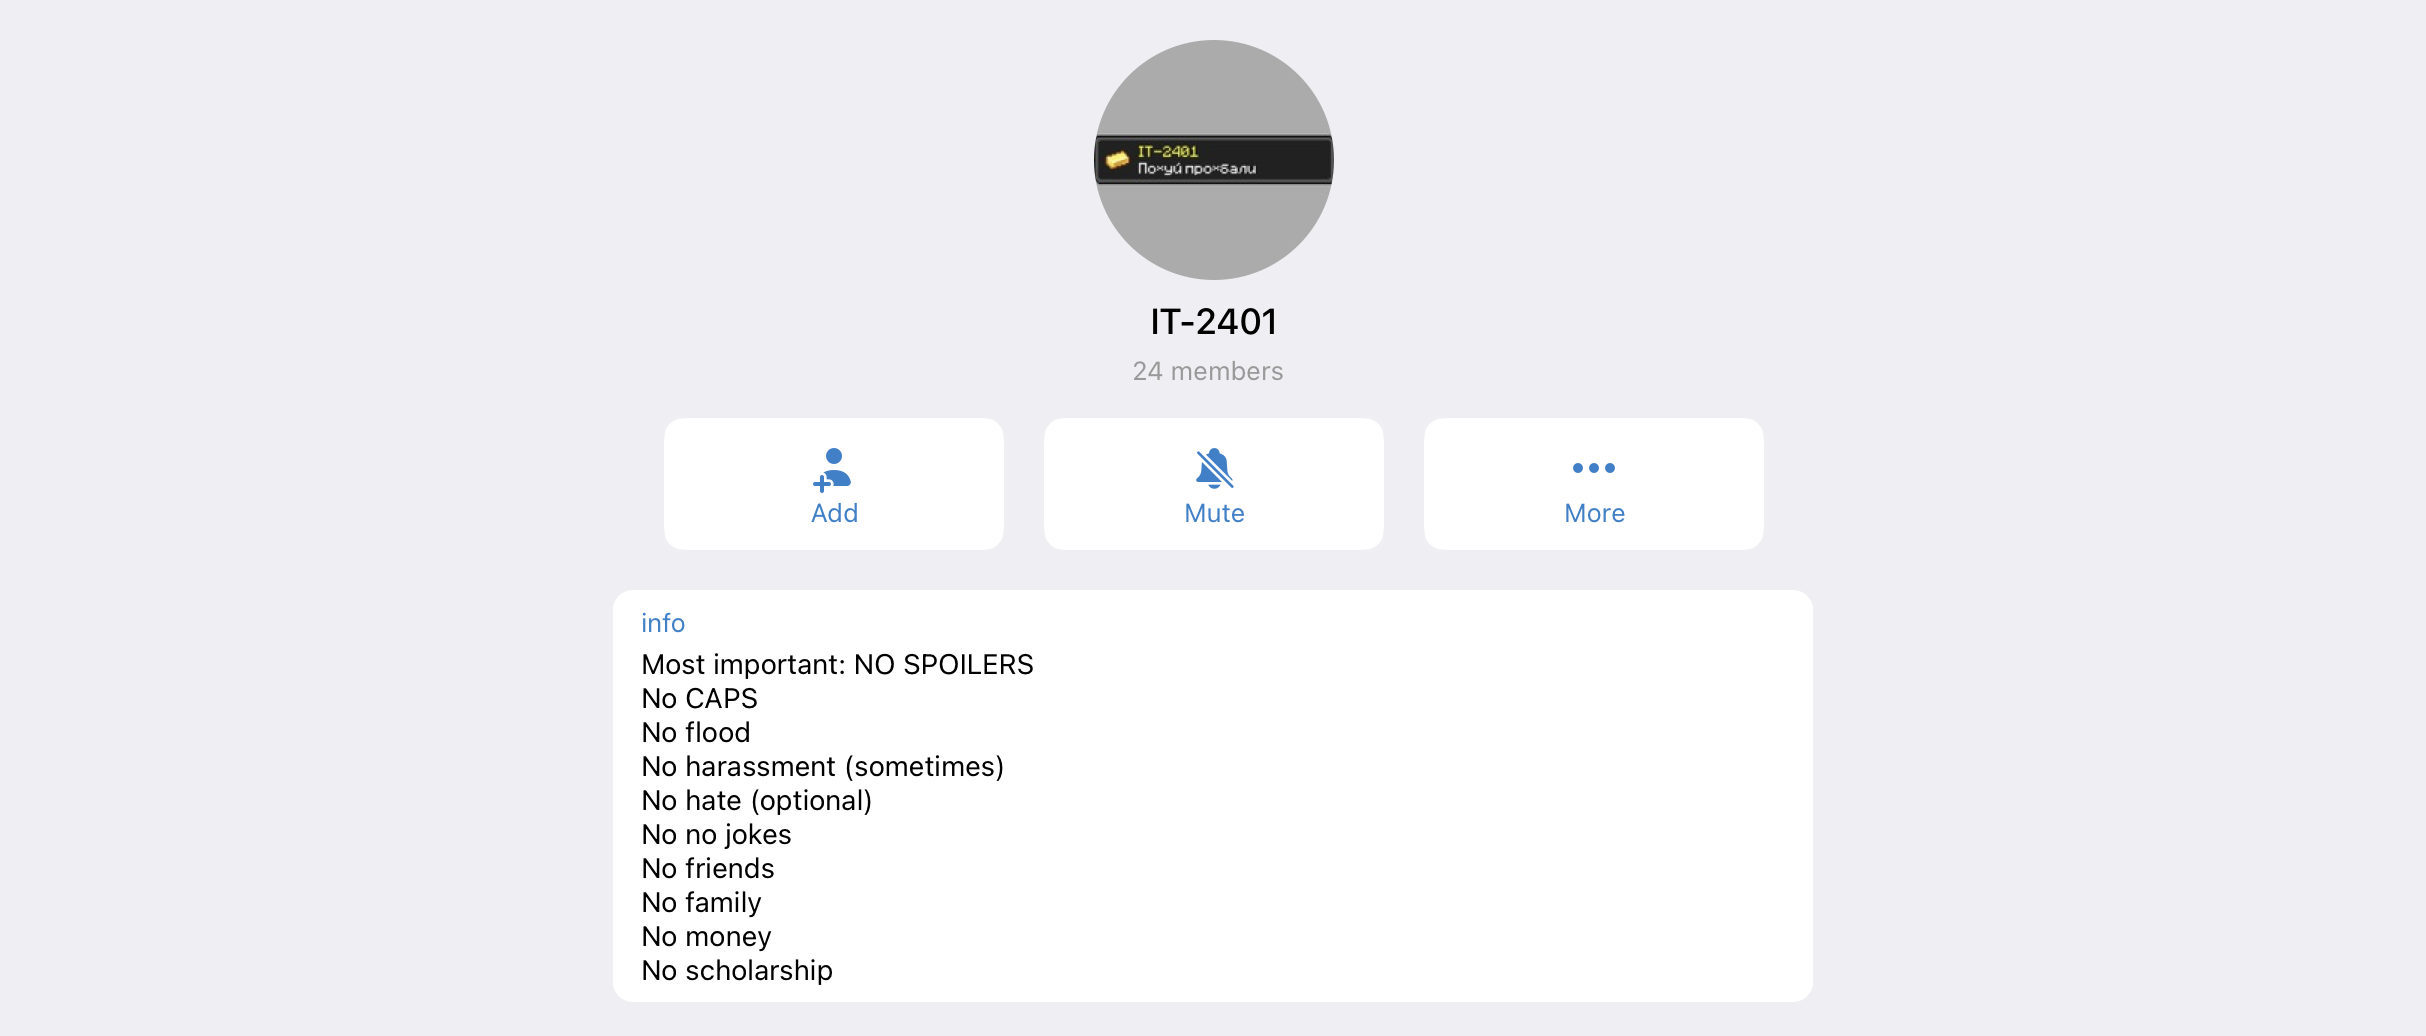 IT-2401
По*уй про*бали
IT-2401
24 members
Add
Mute
More
info
Most important: NO SPOILERS
No CAPS
No flood
No harassment (sometimes)
No hate (optional)
No no jokes
No friends
No family
No money
No scholarship